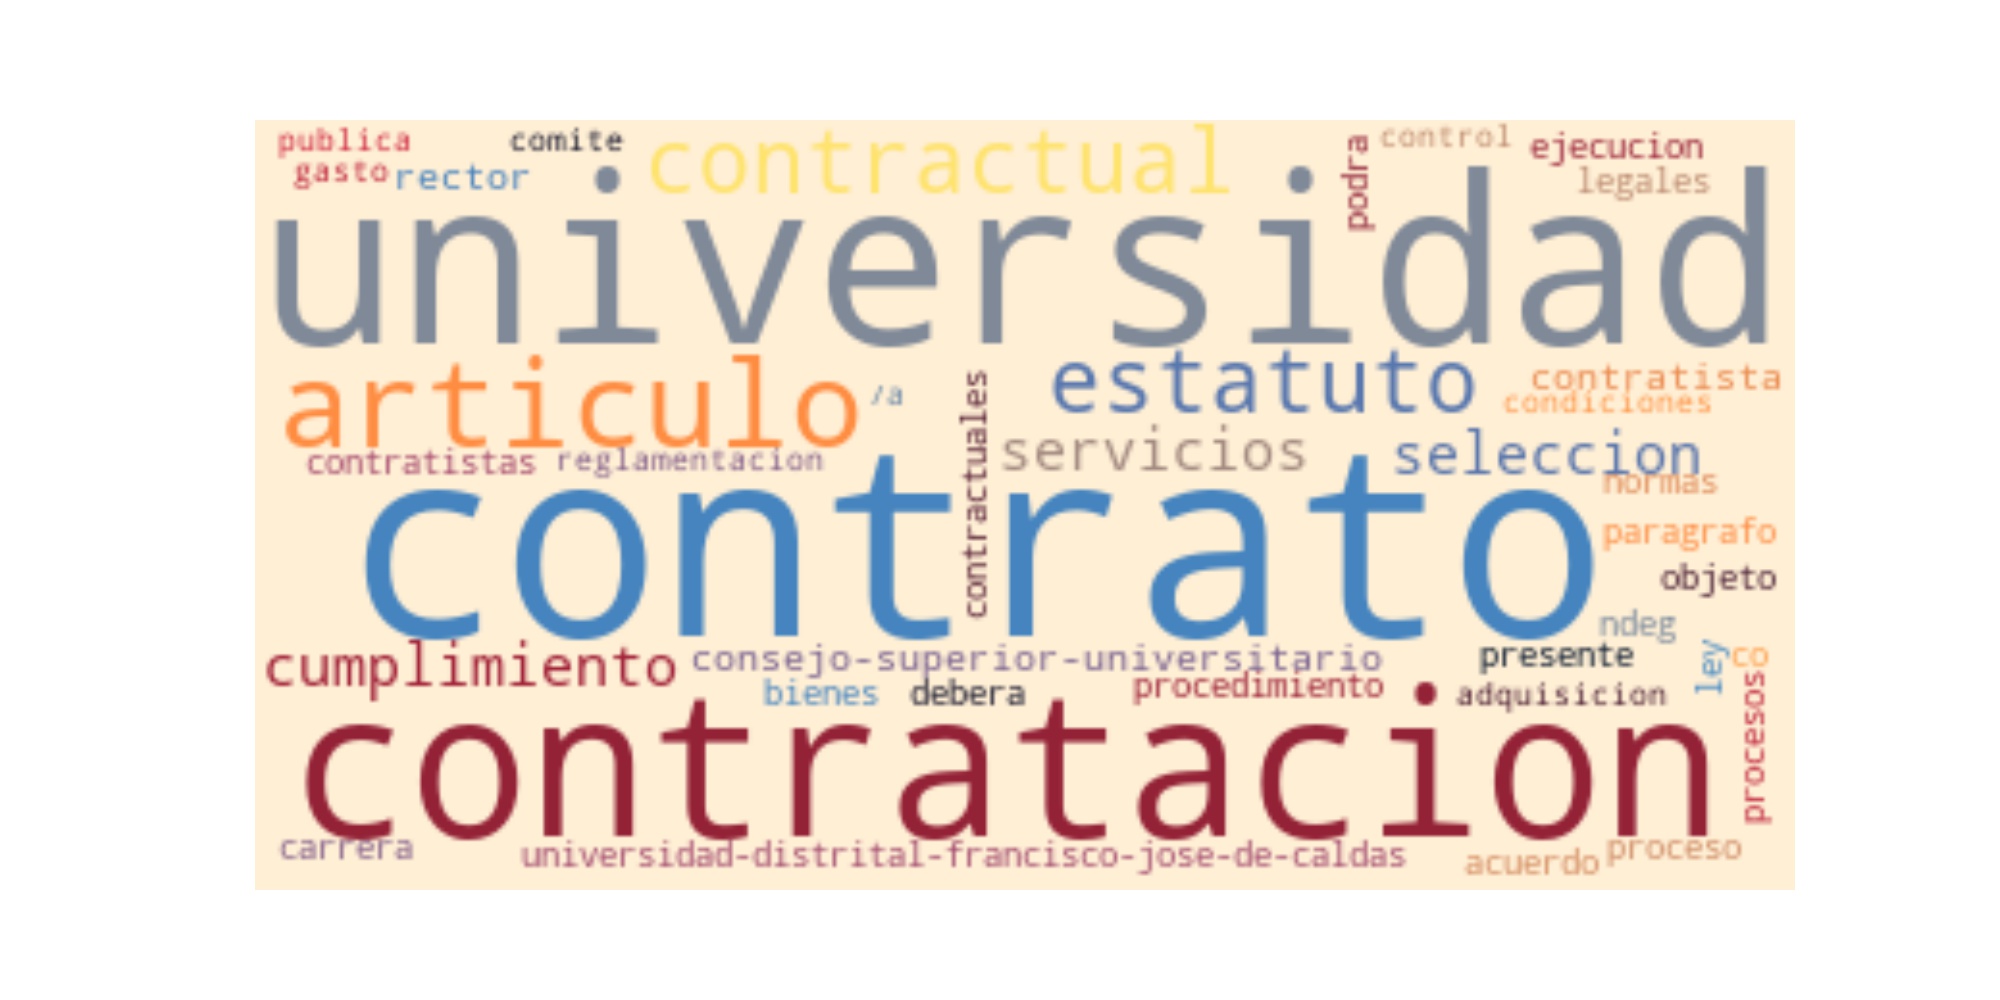 publica
comite
contractual
podra
control
ejecucion
gasto
rector
legales
universidad
articulo
/a
contractuales
estatuto
contratista
condiciones
contratistas
reglamentacion
servicios
seleccion
normas
contrato
paragrafo
objeto
ndeg
cumplimiento
consejo-superior-universitario
presente
ley
co
bienes
debera
procedimiento
adquisicion
procesos
contratacion
carrera
universidad-distrital-francisco-jose-de-caldas
acuerdo
proceso